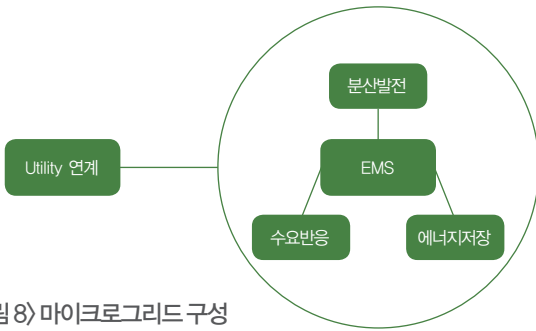 분산발전
Utility 연계
EMS
수요반응
에너지저장
림 8> 마이크로그리드 구성